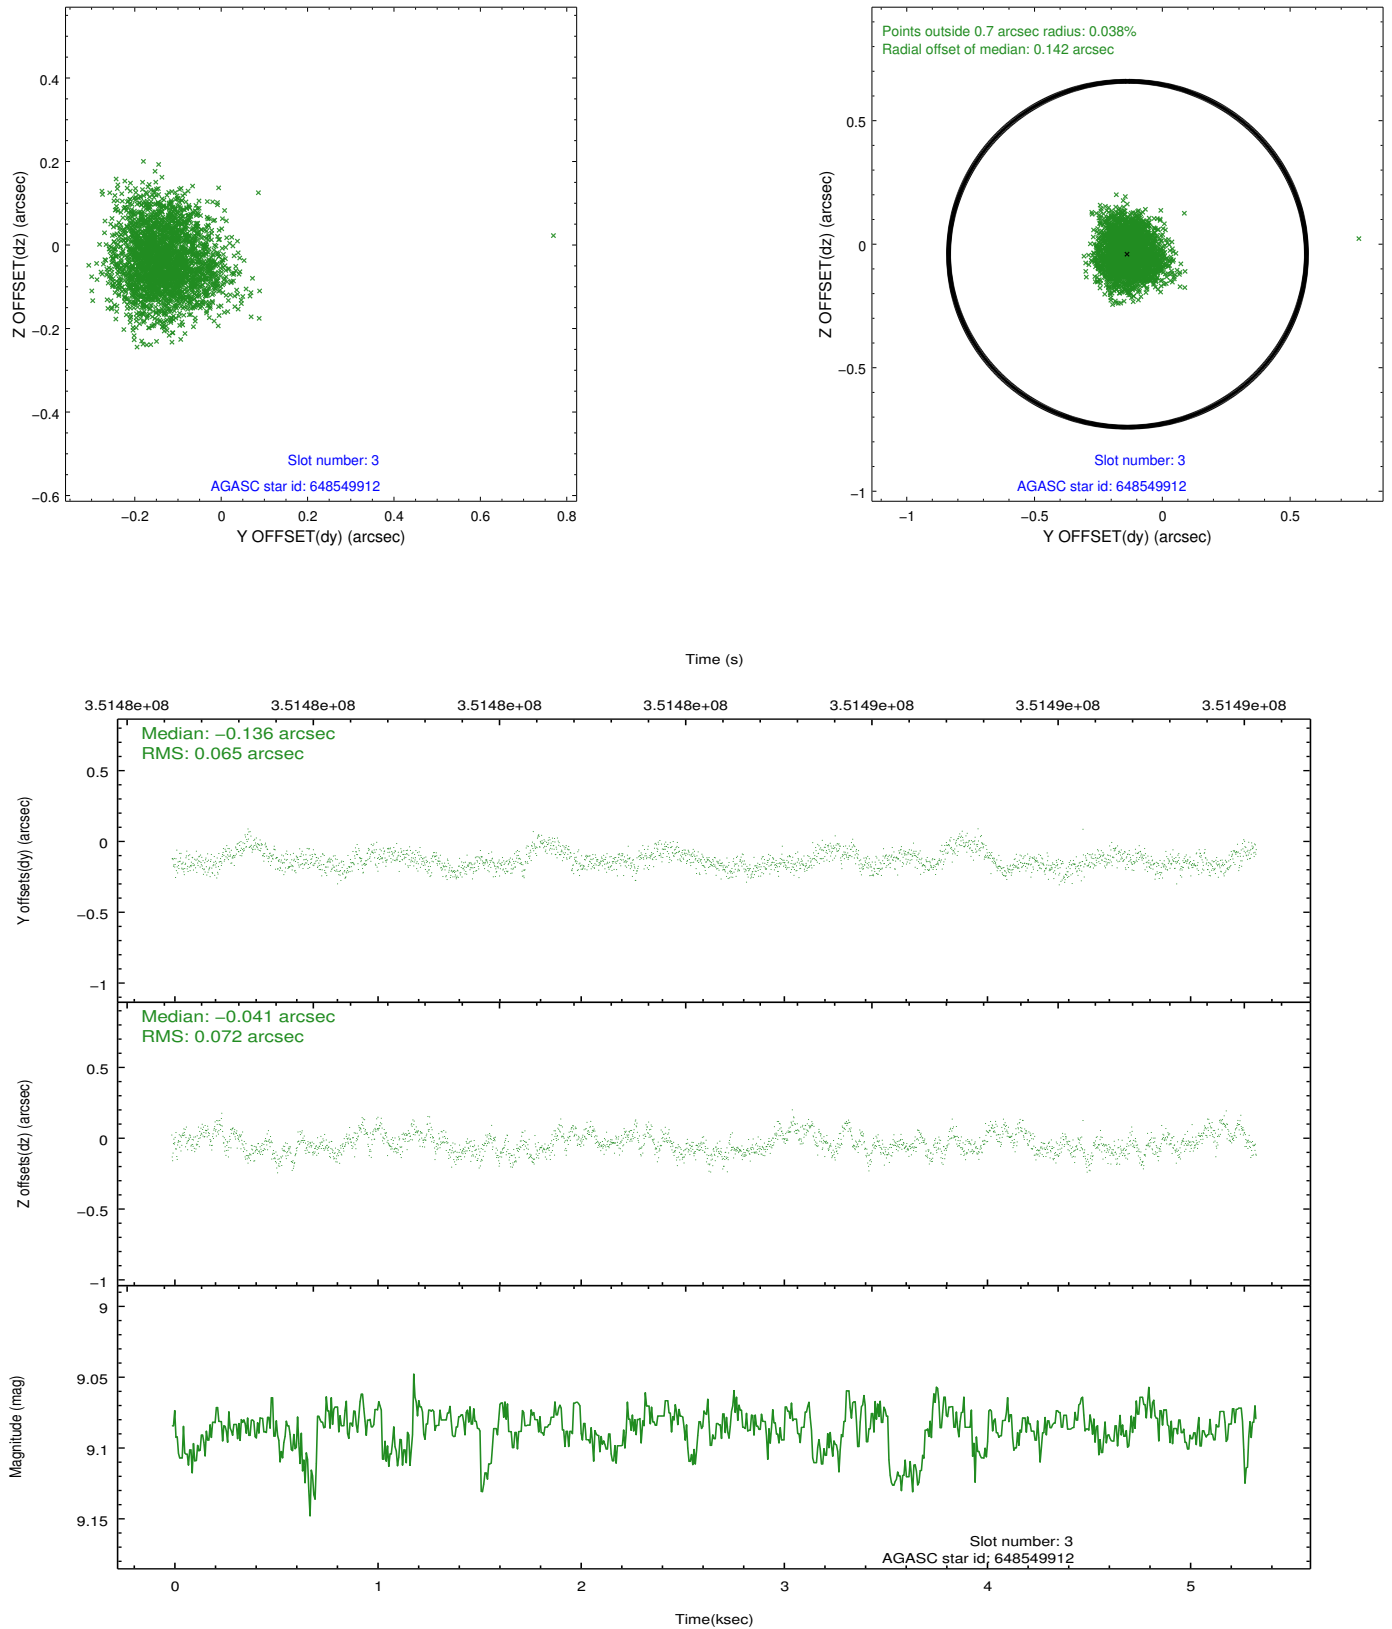 0.4
0.2
0
−0.2
−0.4
−0.6
Z OFFSET(dz) (arcsec)
Slot number: 3
AGASC star id: 648549912
−0.2 0 0.2 0.4 0.6 0.8
Y OFFSET(dy) (arcsec)
Points outside 0.7 arcsec radius: 0.038%
Radial offset of median: 0.142 arcsec
0.5
0
−0.5
−1
Z OFFSET(dz) (arcsec)
Slot number: 3
AGASC star id: 648549912
−1 −0.5 0 0.5
Y OFFSET(dy) (arcsec)
Time (s)
3.5148e+08 3.5148e+08 3.5148e+08 3.5148e+08 3.5149e+08 3.5149e+08 3.5149e+08
Median: −0.136 arcsec
RMS: 0.065 arcsec
0.5
0
−0.5
−1
Y offsets(dy) (arcsec)
Median: −0.041 arcsec
RMS: 0.072 arcsec
0.5
0
−0.5
−1
Z offsets(dz) (arcsec)
9
9.05
9.1
9.15
Magnitude (mag)
Slot number: 3
AGASC star id: 648549912
0 1 2 3 4 5
Time(ksec)